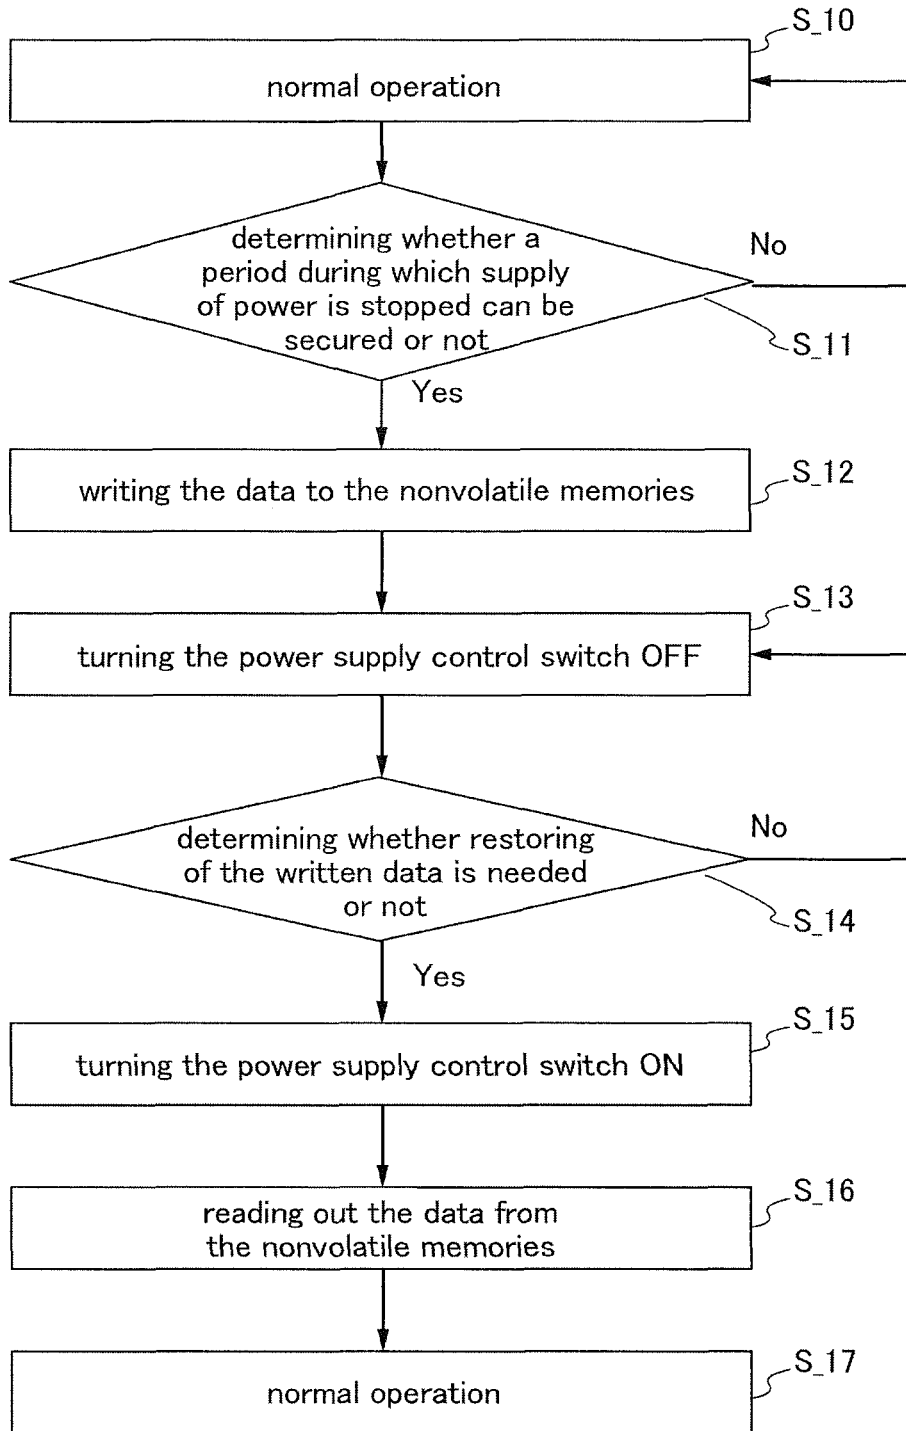 S_10
normal operation
determining whether a
period during which supply
of power is stopped can be
secured or not
No
S_11
Yes
S_12
writing the data to the nonvolatile memories
S_13
turning the power supply control switch OFF
determining whether restoring
of the written data is needed
or not
No
S_14
Yes
S_15
turning the power supply control switch ON
S_16
reading out the data from
the nonvolatile memories
S_17
normal operation